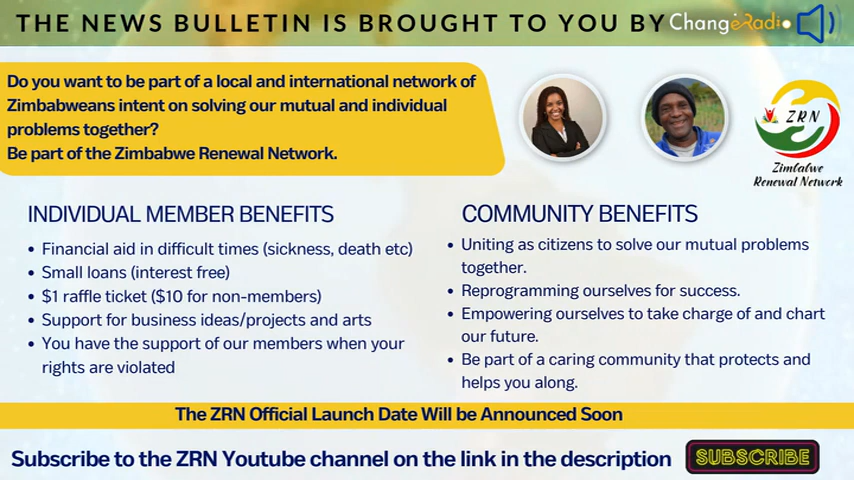 THE NEWS BULLETIN IS BROUGHT TO YOU BY ChangeRadio
Do you want to be part of a local and international network of
Zimbabweans intent on solving our mutual and individual
problems together?
Be part of the Zimbabwe Renewal Network.
ZRN
Zimbabwe
Renewal Network
INDIVIDUAL MEMBER BENEFITS
• Financial aid in difficult times (sickness, death etc)
• Small loans (interest free)
• $1 raffle ticket ($10 for non-members)
• Support for business ideas/projects and arts
• You have the support of our members when your
rights are violated
COMMUNITY BENEFITS
• Uniting as citizens to solve our mutual problems
together.
• Reprogramming ourselves for success.
• Empowering ourselves to take charge of and chart
our future.
• Be part of a caring community that protects and
helps you along.
The ZRN Official Launch Date Will be Announced Soon
Subscribe to the ZRN Youtube channel on the link in the description
SUBSCRIBE